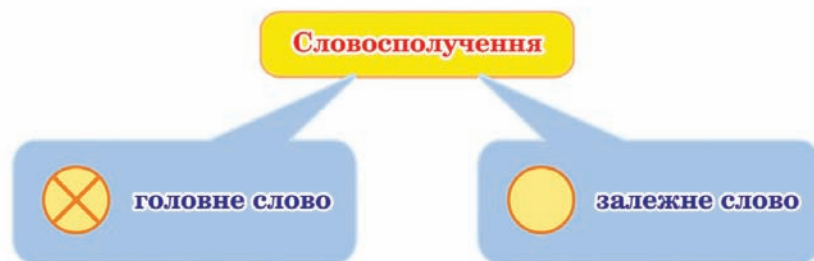 Словосполучення
головне слово
залежне слово